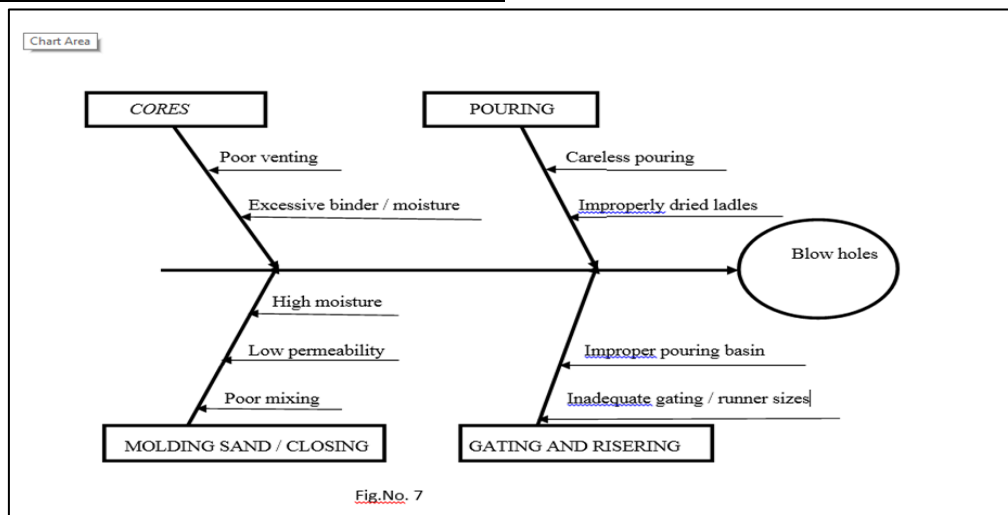 Chart Area
CORES
POURING
Poor venting
Careless pouring
Excessive binder / moisture
Improperly dried ladles
Blow holes
High moisture
Low permeability
Improper pouring basin
Poor mixing
Inadequate gating / runner sizes
MOLDING SAND / CLOSING
GATING AND RISERING
Fig.No. 7